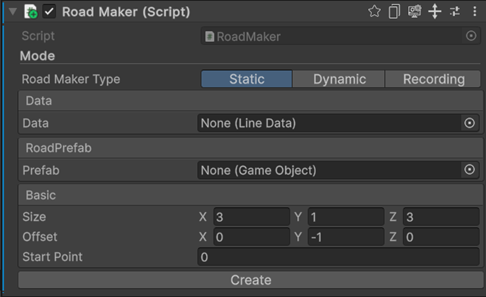 Road Maker (Script)
Script RoadMaker
Mode
Road Maker Type Static Dynamic Recording
Data
Data None (Line Data)
RoadPrefab
Prefab None (Game Object)
Basic
Size X 3 Y 1 Z 3
Offset X 0 Y -1 Z 0
Start Point 0
Create